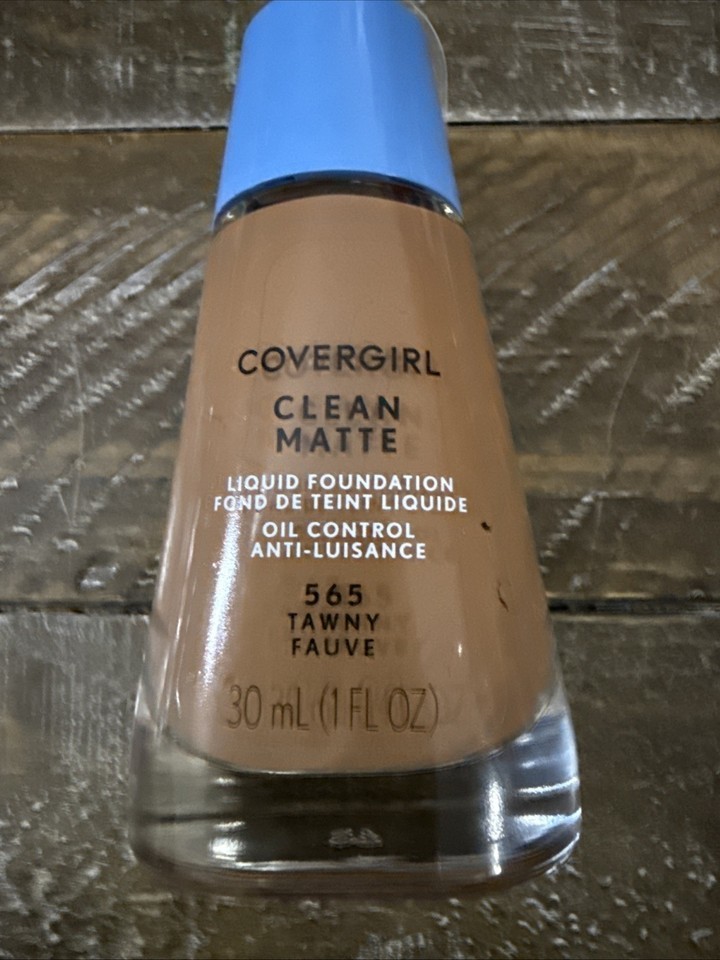 COVERGIRL
CLEAN
MATTE
LIQUID FOUNDATION
FOND DE TEINT LIQUIDE
OIL CONTROL
ANTI-LUISANCE
565
TAWNY
FAUVE
30 mL (1 FL OZ)